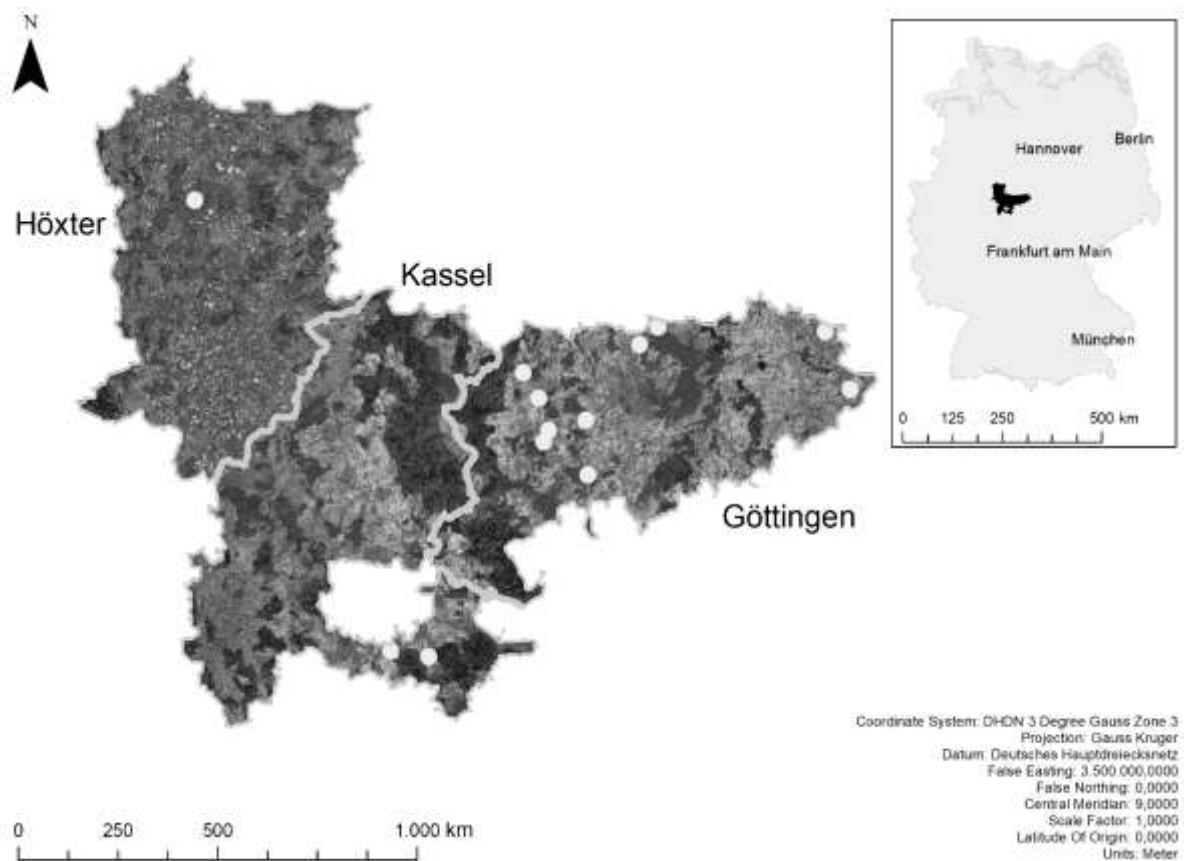 N
Höxter
Kassel
Göttingen
Berlin
Hannover
Frankfurt am Main
München
0 125 250 500 km
Coordinate System: DHDN 3 Degree Gauss Zone 3
Projection: Gauss Kruger
Datum: Deutsches Hauptdreiecksnetz
False Easting: 3.500.000,0000
False Northing: 0,0000
Central Meridian: 9,0000
Scale Factor: 1,0000
Latitude Of Origin: 0,0000
Units: Meter
0 250 500 1.000 km